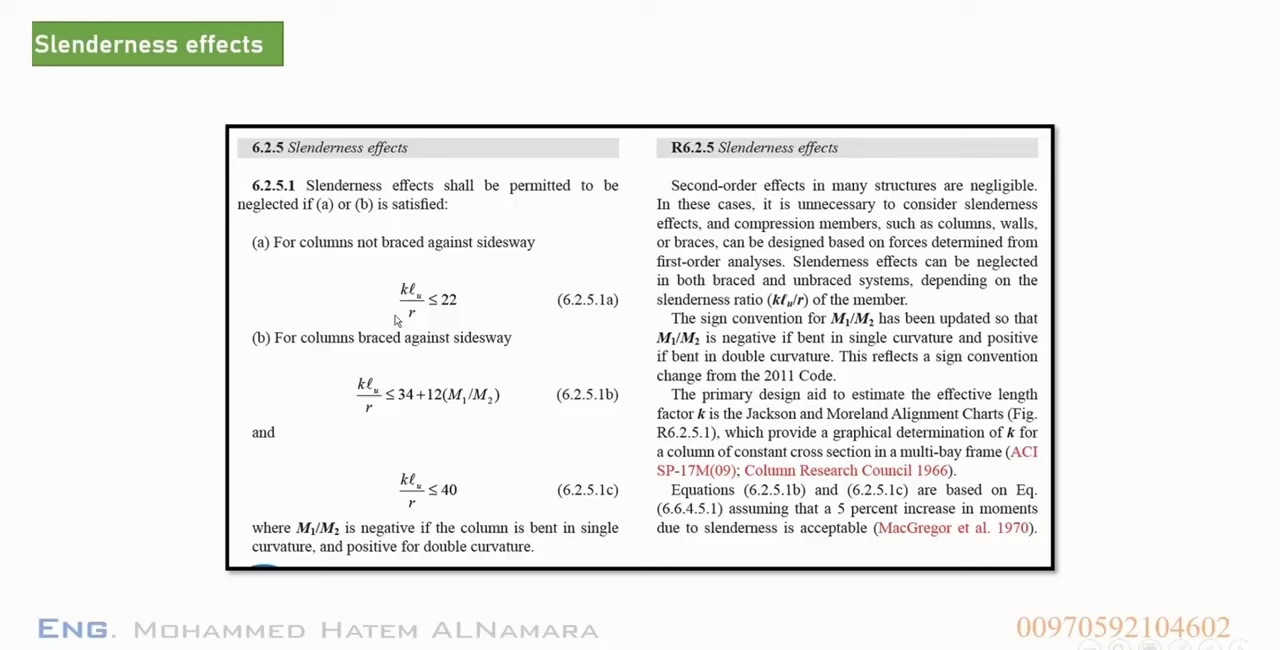 Slenderness effects
6.2.5 Slenderness effects
6.2.5.1 Slenderness effects shall be permitted to be
neglected if (a) or (b) is satisfied:
(a) For columns not braced against sidesway
kℓu/r ≤ 22 (6.2.5.1a)
(b) For columns braced against sidesway
kℓu/r ≤ 34 + 12(M1/M2) (6.2.5.1b)
and
kℓu/r ≤ 40 (6.2.5.1c)
where M1/M2 is negative if the column is bent in single
curvature, and positive for double curvature.
R6.2.5 Slenderness effects
Second-order effects in many structures are negligible.
In these cases, it is unnecessary to consider slenderness
effects, and compression members, such as columns, walls,
or braces, can be designed based on forces determined from
first-order analyses. Slenderness effects can be neglected
in both braced and unbraced systems, depending on the
slenderness ratio (kℓu/r) of the member.
The sign convention for M1/M2 has been updated so that
M1/M2 is negative if bent in single curvature and positive
if bent in double curvature. This reflects a sign convention
change from the 2011 Code.
The primary design aid to estimate the effective length
factor k is the Jackson and Moreland Alignment Charts (Fig.
R6.2.5.1), which provide a graphical determination of k for
a column of constant cross section in a multi-bay frame (ACI
SP-17M(09); Column Research Council 1966).
Equations (6.2.5.1b) and (6.2.5.1c) are based on Eq.
(6.6.4.5.1) assuming that a 5 percent increase in moments
due to slenderness is acceptable (MacGregor et al. 1970).
ENG. MOHAMMED HATEM ALNAMARA
00970592104602